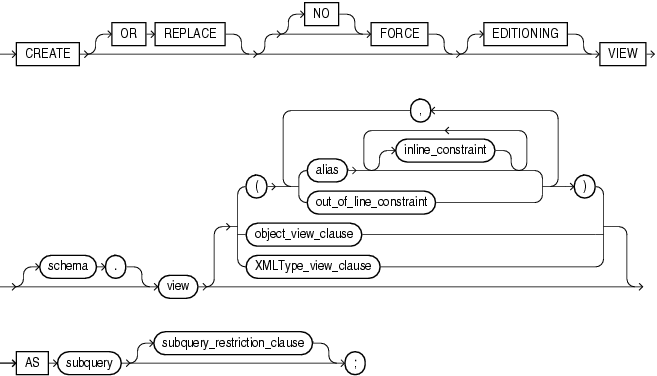 NO
OR REPLACE FORCE EDITIONING
CREATE VIEW
,
inline_constraint
( alias )
out_of_line_constraint
object_view_clause
schema . XMLType_view_clause
view
subquery_restriction_clause
AS subquery ;